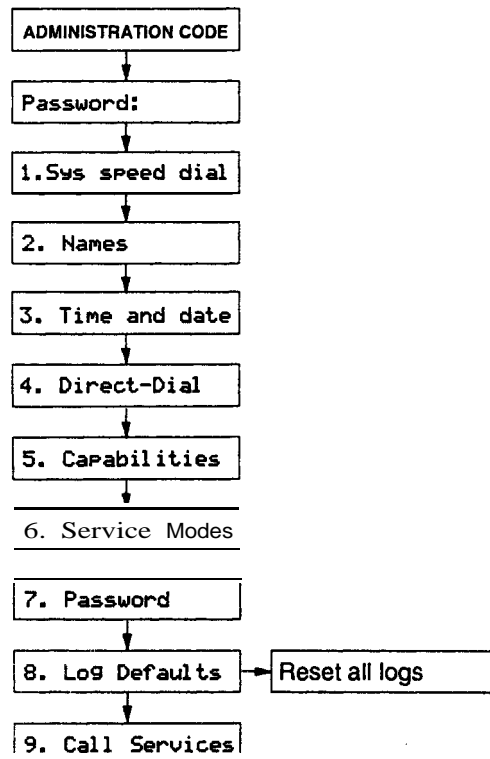 ADMINISTRATION CODE
Password:
1.Sys speed dial
2. Names
3. Time and date
4. Direct-Dial
5. Capabilities
6. Service Modes
7. Password
8. Log Defaults
Reset all logs
9. Call Services